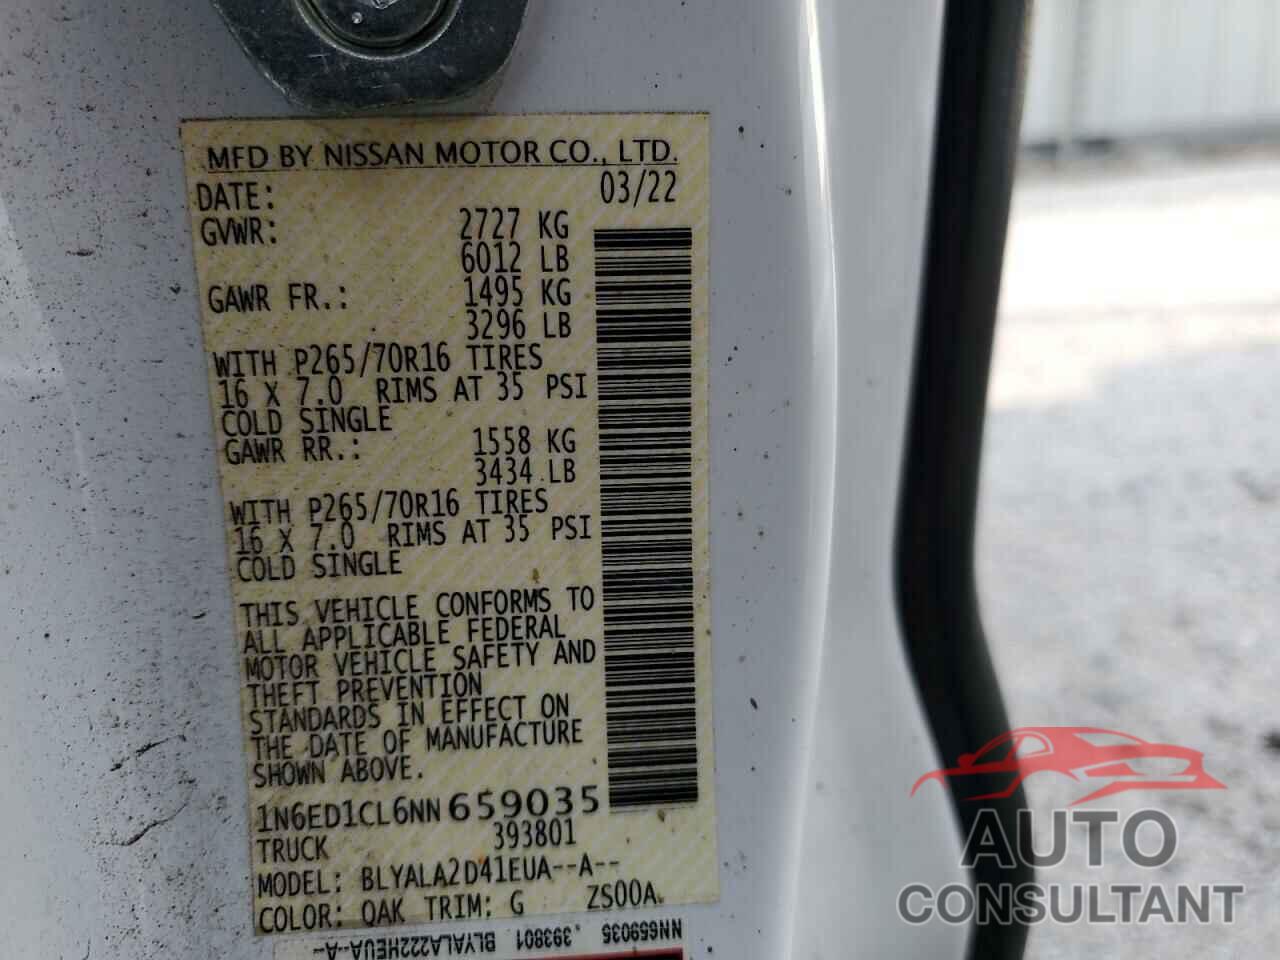 MFD BY NISSAN MOTOR CO., LTD.
DATE: 03/22
GVWR: 2727 KG
6012 LB
GAWR FR.: 1495 KG
3296 LB
WITH P265/70R16 TIRES
16 X 7.0 RIMS AT 35 PSI
COLD SINGLE
GAWR RR.: 1558 KG
3434 LB
WITH P265/70R16 TIRES
16 X 7.0 RIMS AT 35 PSI
COLD SINGLE
THIS VEHICLE CONFORMS TO
ALL APPLICABLE FEDERAL
MOTOR VEHICLE SAFETY AND
THEFT PREVENTION
STANDARDS IN EFFECT ON
THE DATE OF MANUFACTURE
SHOWN ABOVE.
1N6ED1CL6NN659035
TRUCK 393801
MODEL: BLYALA2D41EUA--A--
COLOR: QAK TRIM: G ZS00A
NN659035 .393801 BLYALA222HEUA--A--
AUTO
CONSULTANT